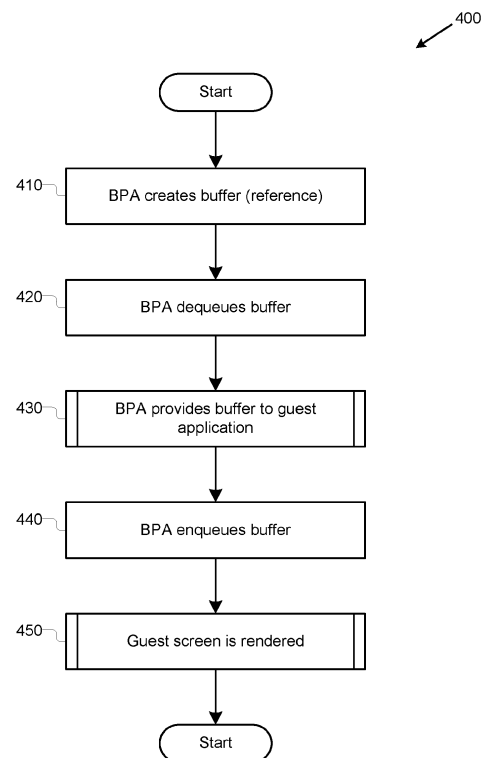 400
Start
410
BPA creates buffer (reference)
420
BPA dequeues buffer
430
BPA provides buffer to guest
application
440
BPA enqueues buffer
450
Guest screen is rendered
Start